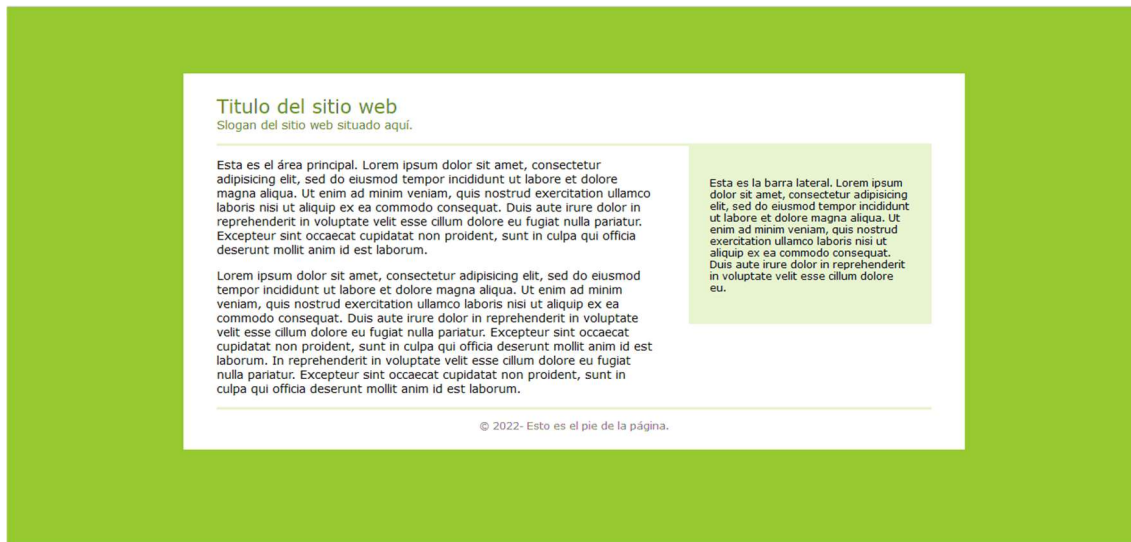 Titulo del sitio web
Slogan del sitio web situado aquí.
Esta es el área principal. Lorem ipsum dolor sit amet, consectetur
adipisicing elit, sed do eiusmod tempor incididunt ut labore et dolore
magna aliqua. Ut enim ad minim veniam, quis nostrud exercitation ullamco
laboris nisi ut aliquip ex ea commodo consequat. Duis aute irure dolor in
reprehenderit in voluptate velit esse cillum dolore eu fugiat nulla pariatur.
Excepteur sint occaecat cupidatat non proident, sunt in culpa qui officia
deserunt mollit anim id est laborum.
Lorem ipsum dolor sit amet, consectetur adipisicing elit, sed do eiusmod
tempor incididunt ut labore et dolore magna aliqua. Ut enim ad minim
veniam, quis nostrud exercitation ullamco laboris nisi ut aliquip ex ea
commodo consequat. Duis aute irure dolor in reprehenderit in voluptate
velit esse cillum dolore eu fugiat nulla pariatur. Excepteur sint occaecat
cupidatat non proident, sunt in culpa qui officia deserunt mollit anim id est
laborum. In reprehenderit in voluptate velit esse cillum dolore eu fugiat
nulla pariatur. Excepteur sint occaecat cupidatat non proident, sunt in
culpa qui officia deserunt mollit anim id est laborum.
Esta es la barra lateral. Lorem ipsum
dolor sit amet, consectetur adipisicing
elit, sed do eiusmod tempor incididunt
ut labore et dolore magna aliqua. Ut
enim ad minim veniam, quis nostrud
exercitation ullamco laboris nisi ut
aliquip ex ea commodo consequat.
Duis aute irure dolor in reprehenderit
in voluptate velit esse cillum dolore
eu.
© 2022- Esto es el pie de la página.